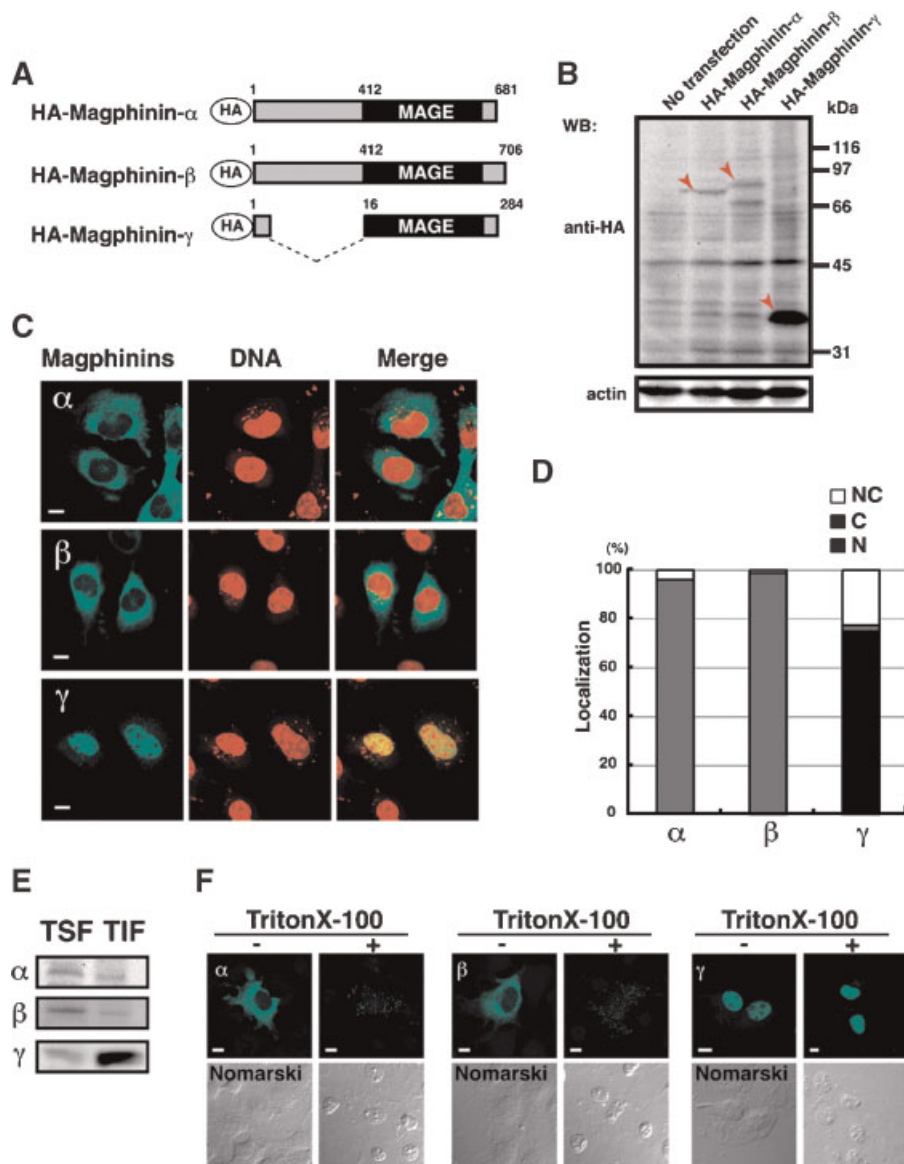 A
1 412 681
HA-Magphinin-α HA MAGE
1 412 706
HA-Magphinin-β HA MAGE
1 16 284
HA-Magphinin-γ HA MAGE
B
No transfection
HA-Magphinin-α
HA-Magphinin-β
HA-Magphinin-γ
WB:
kDa
116
97
66
anti-HA
45
31
actin
C
Magphinins DNA Merge
α
β
γ
D
NC
C
N
(%)
100
80
60
40
20
0
Localization
α β γ
E
TSF TIF
α
β
γ
F
TritonX-100 TritonX-100 TritonX-100
- + - + - +
α β γ
Nomarski Nomarski Nomarski